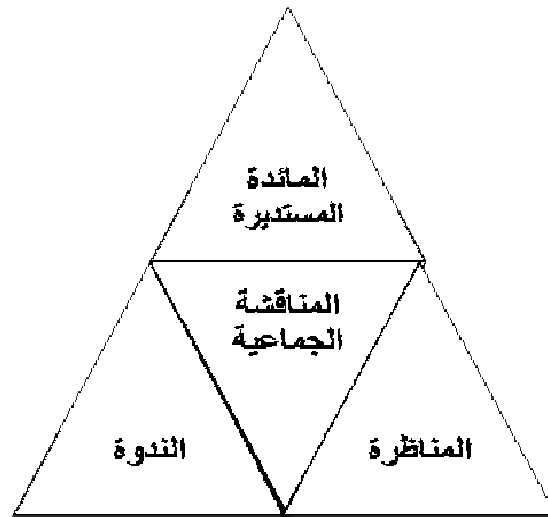 المائدة
المستديرة
المناقشة
الجماعية
المناظرة
الندوة